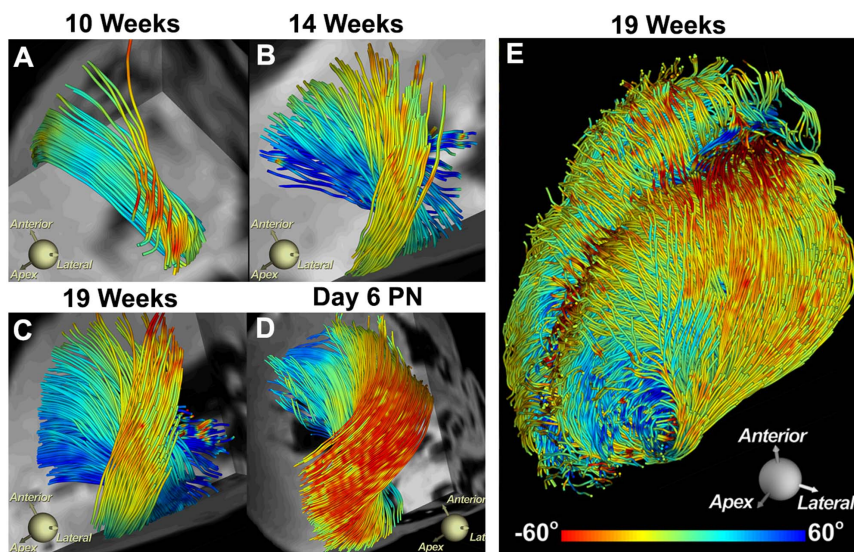 10 Weeks
14 Weeks
19 Weeks
A
B
E
Anterior
Lateral
Apex
Anterior
Lateral
Apex
19 Weeks
Day 6 PN
C
D
Anterior
Lateral
Apex
Anterior
Lat
Apex
Anterior
Apex
Lateral
-60° 60°